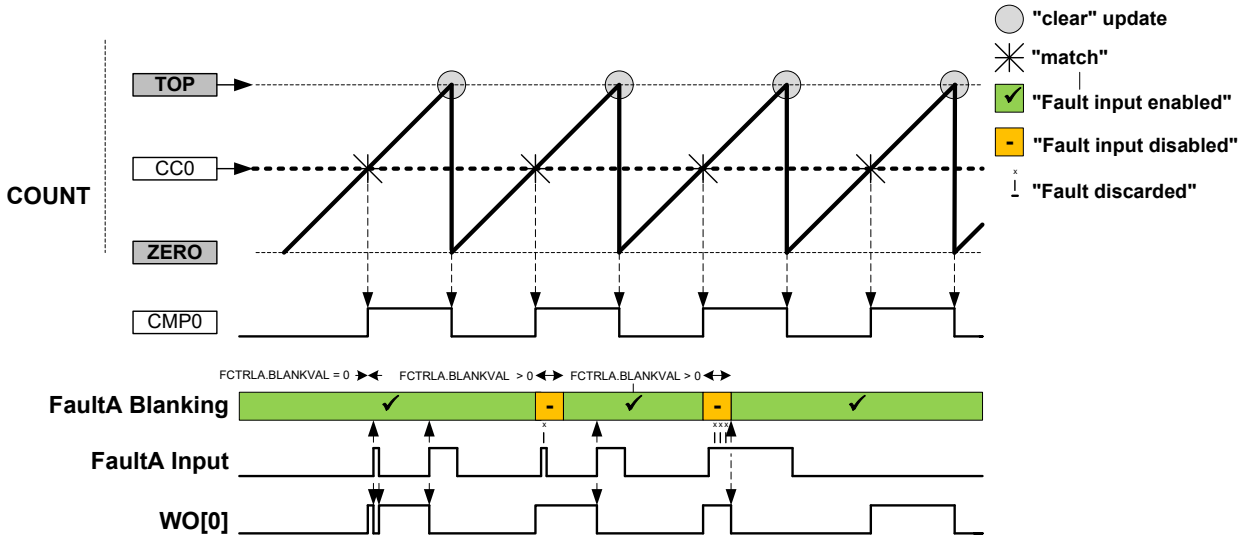 "clear" update
"match"
TOP
"Fault input enabled"
✓
CC0
"Fault input disabled"
-
COUNT
x
"Fault discarded"
-
ZERO
CMP0
FCTRLA.BLANKVAL = 0
FCTRLA.BLANKVAL > 0
FCTRLA.BLANKVAL > 0
FaultA Blanking
✓ - ✓ - ✓
x xxx
FaultA Input
WO[0]